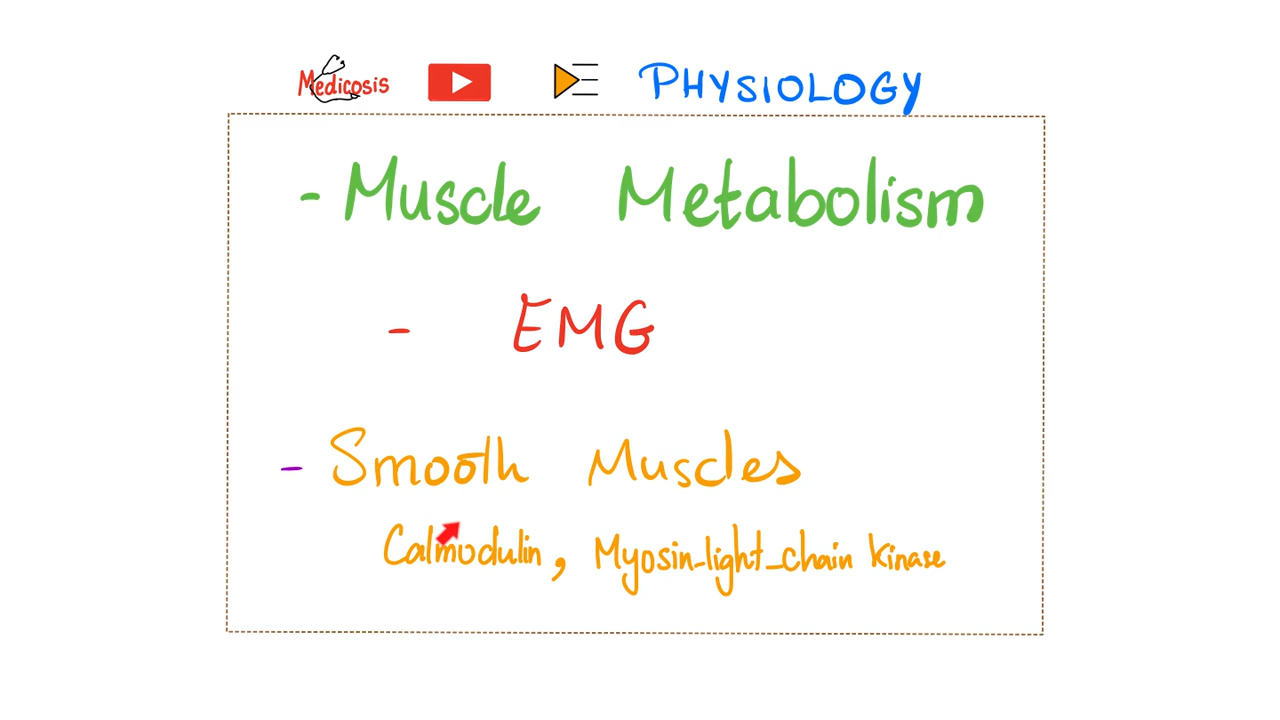 Medicosis PHYSIOLOGY
- Muscle Metabolism
- EMG
- Smooth Muscles
Calmodulin, Myosin-light-chain kinase